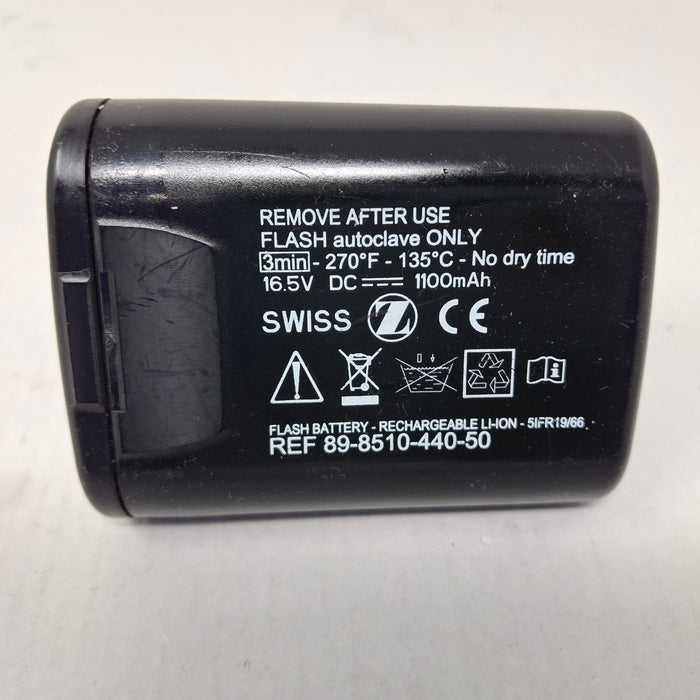 REMOVE AFTER USE
FLASH autoclave ONLY
3min - 270°F - 135°C - No dry time
16.5V DC 1100mAh
SWISS Z CE
FLASH BATTERY - RECHARGEABLE LI-ION - 5IFR19/66
REF 89-8510-440-50